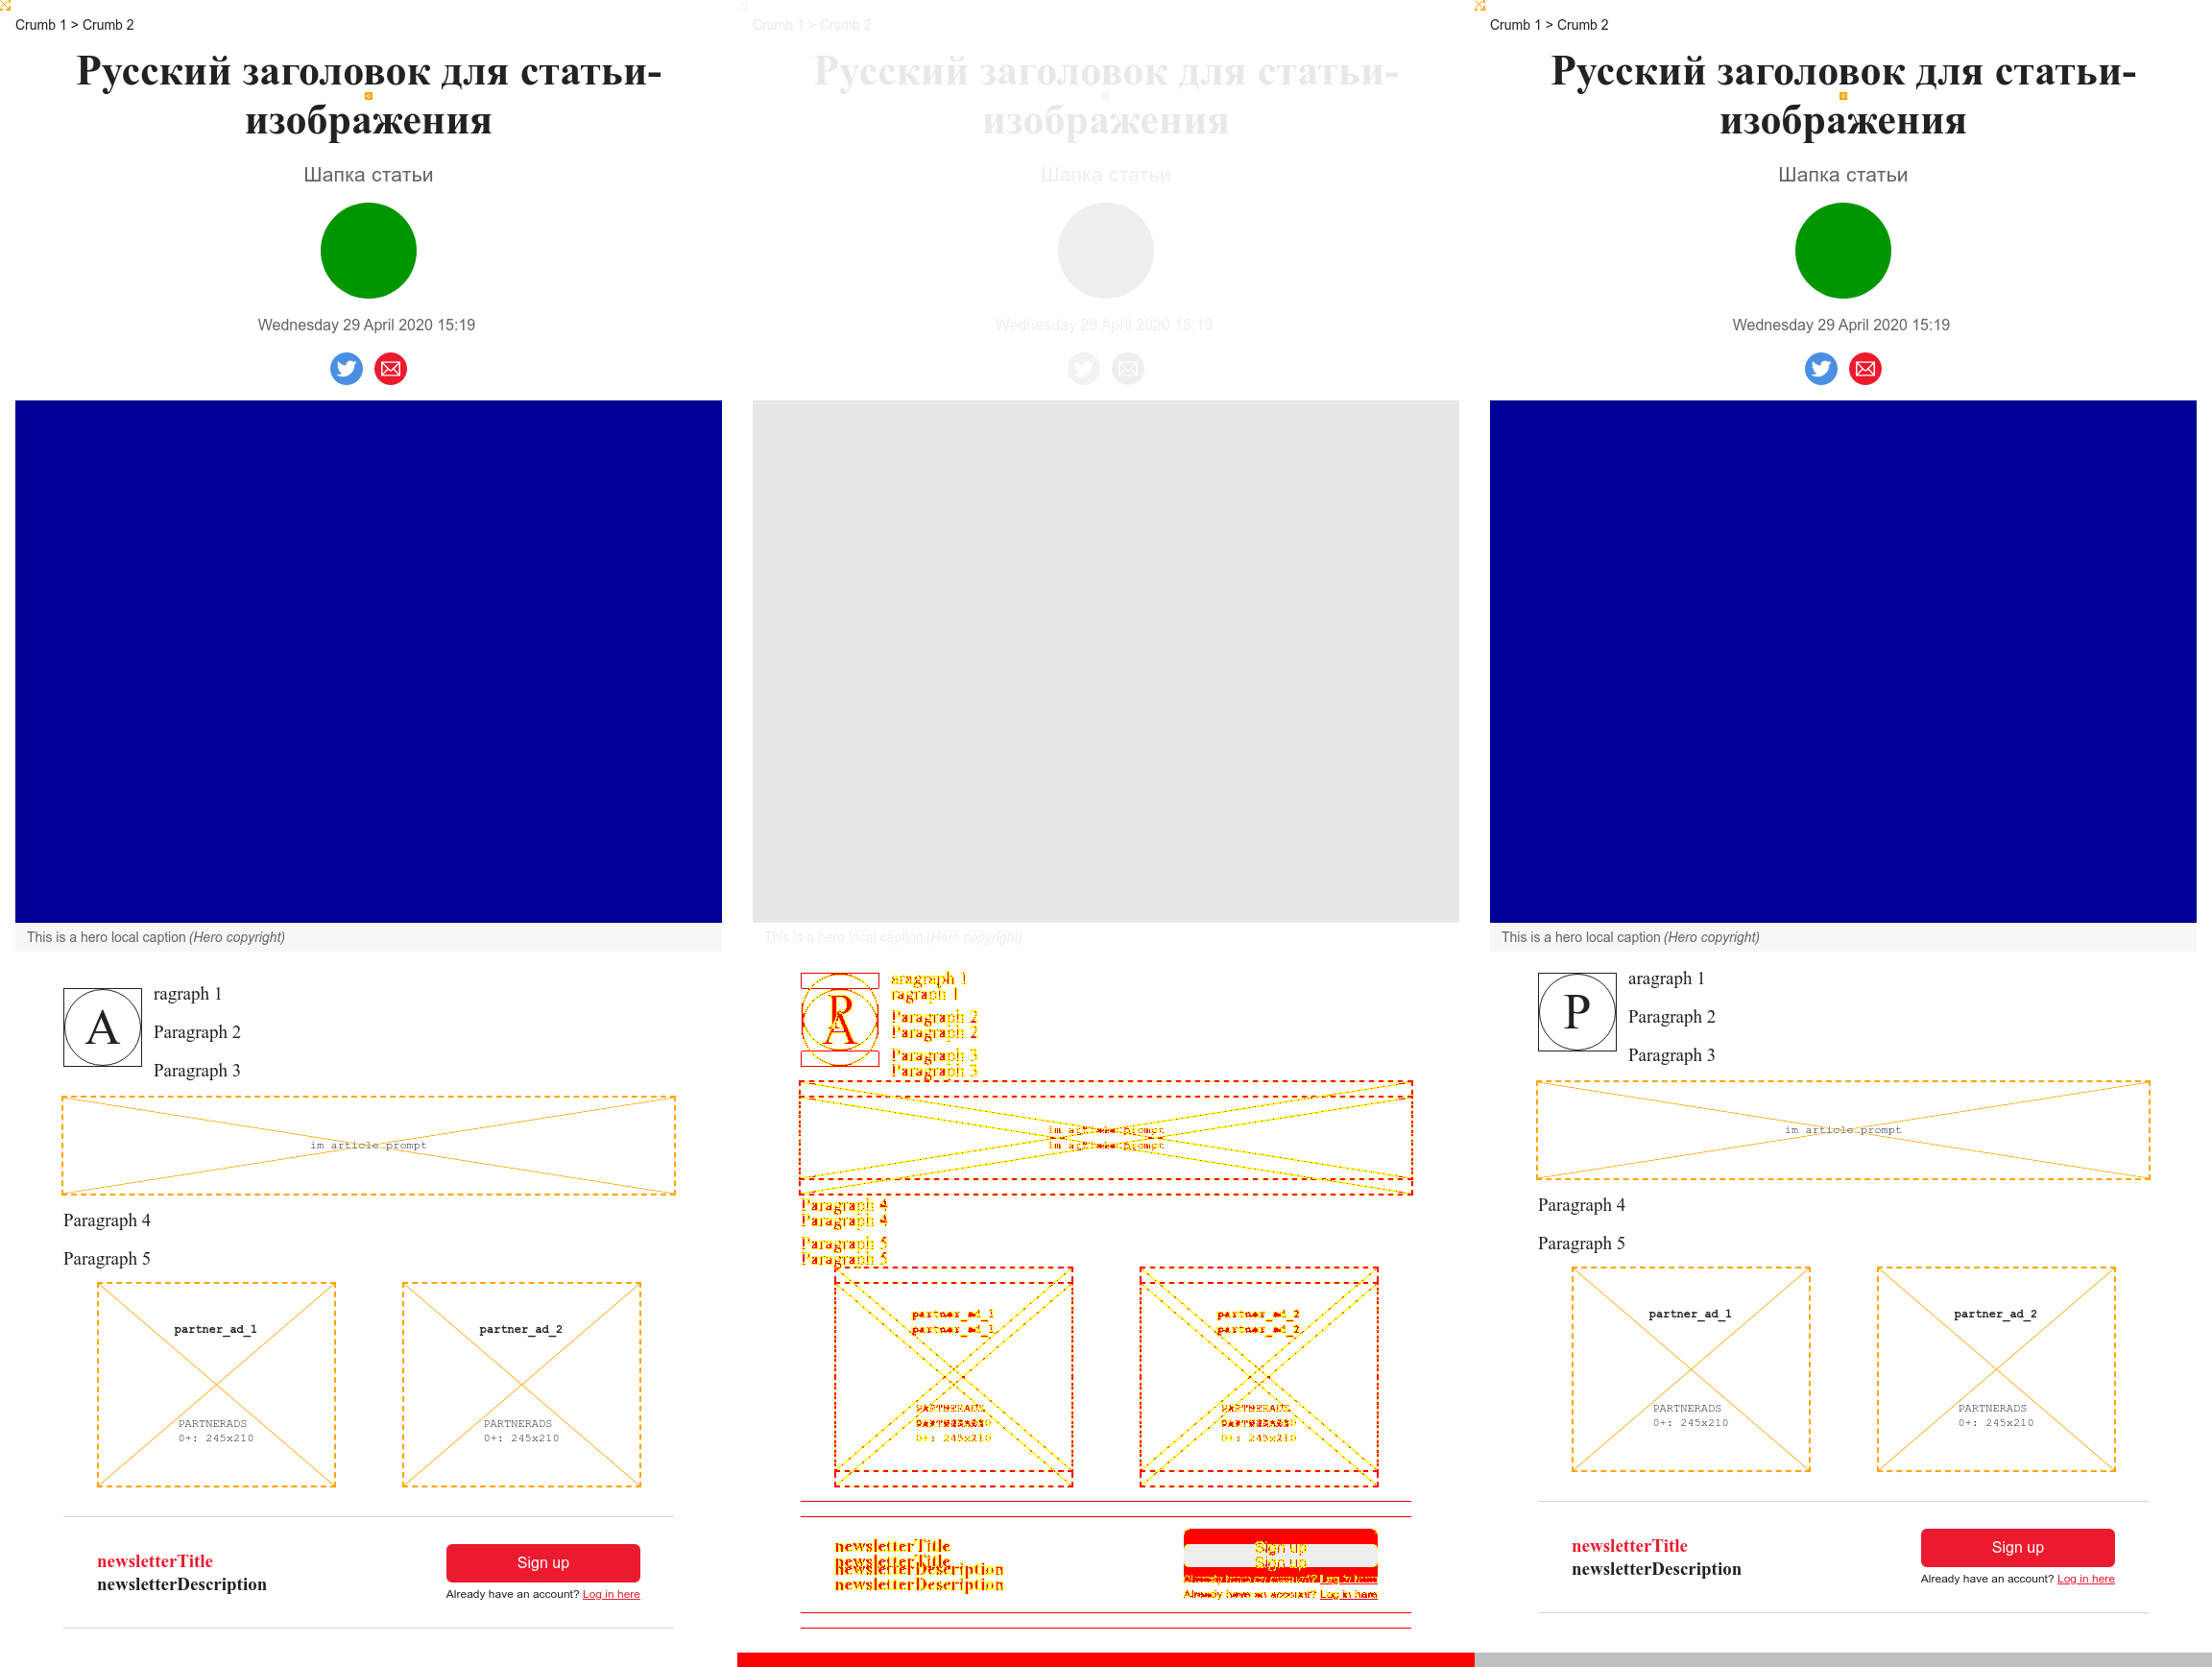 Crumb 1 > Crumb 2
Русский заголовок для статьи-
изображения
Шапка статьи
Wednesday 29 April 2020 15:19
This is a hero local caption (Hero copyright)
A
ragraph 1
Paragraph 2
Paragraph 3
im article prompt
Paragraph 4
Paragraph 5
partner_ad_1
PARTNERADS
0+: 245x210
partner_ad_2
PARTNERADS
0+: 245x210
newsletterTitle
newsletterDescription
Sign up
Already have an account? Log in here
Crumb 1 > Crumb 2
Русский заголовок для статьи-
изображения
Шапка статьи
Wednesday 29 April 2020 15:19
This is a hero local caption (Hero copyright)
P
A
aragraph 1
ragraph 1
Paragraph 2
Paragraph 2
Paragraph 3
Paragraph 3
im article prompt
im article prompt
Paragraph 4
Paragraph 4
Paragraph 5
Paragraph 5
partner_ad_1
partner_ad_1
PARTNERADS
0+: 245x210
partner_ad_2
partner_ad_2
PARTNERADS
0+: 245x210
newsletterTitle
newsletterTitle
newsletterDescription
newsletterDescription
Sign up
Sign up
Already have an account? Log in here
Already have an account? Log in here
Crumb 1 > Crumb 2
Русский заголовок для статьи-
изображения
Шапка статьи
Wednesday 29 April 2020 15:19
This is a hero local caption (Hero copyright)
P
aragraph 1
Paragraph 2
Paragraph 3
im article prompt
Paragraph 4
Paragraph 5
partner_ad_1
PARTNERADS
0+: 245x210
partner_ad_2
PARTNERADS
0+: 245x210
newsletterTitle
newsletterDescription
Sign up
Already have an account? Log in here